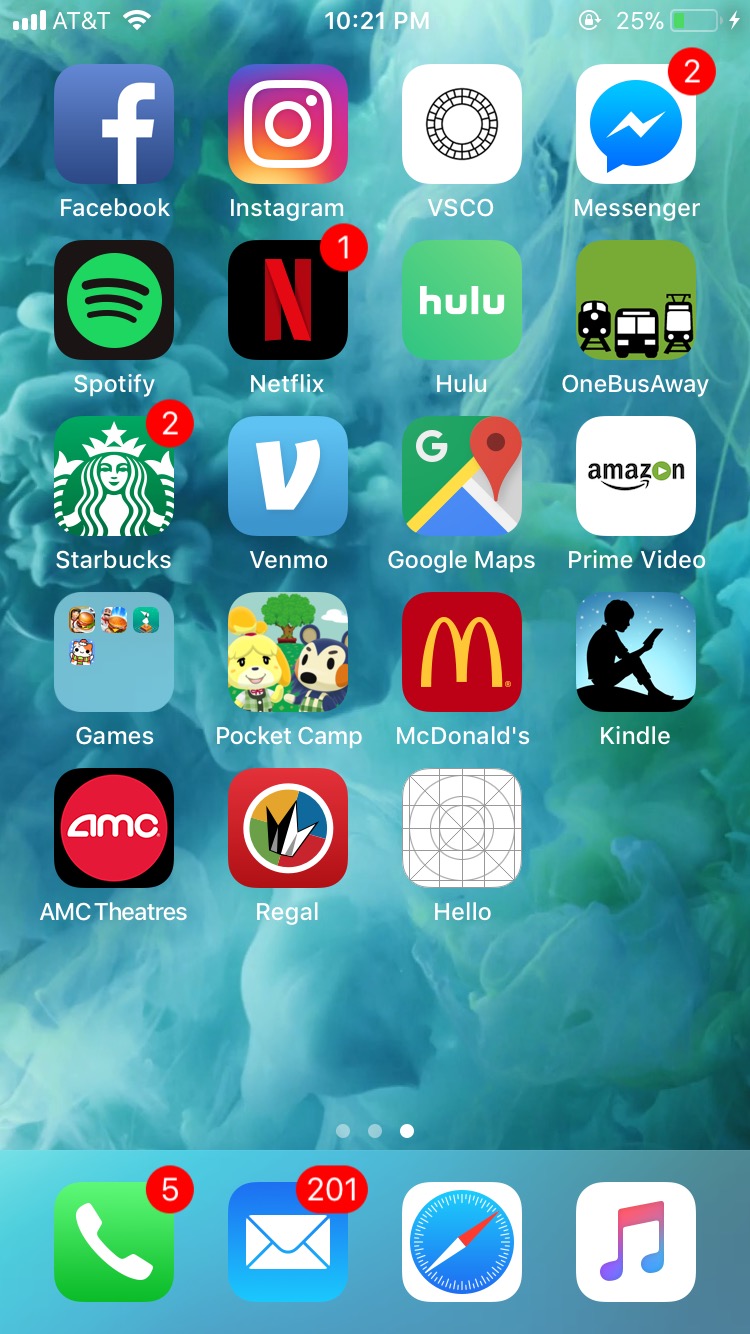 AT&T 10:21 PM 25%
2
Facebook Instagram VSCO Messenger
1
hulu
Spotify Netflix Hulu OneBusAway
2
G amazon
Starbucks Venmo Google Maps Prime Video
Games Pocket Camp McDonald's Kindle
amc
AMC Theatres Regal Hello
5 201